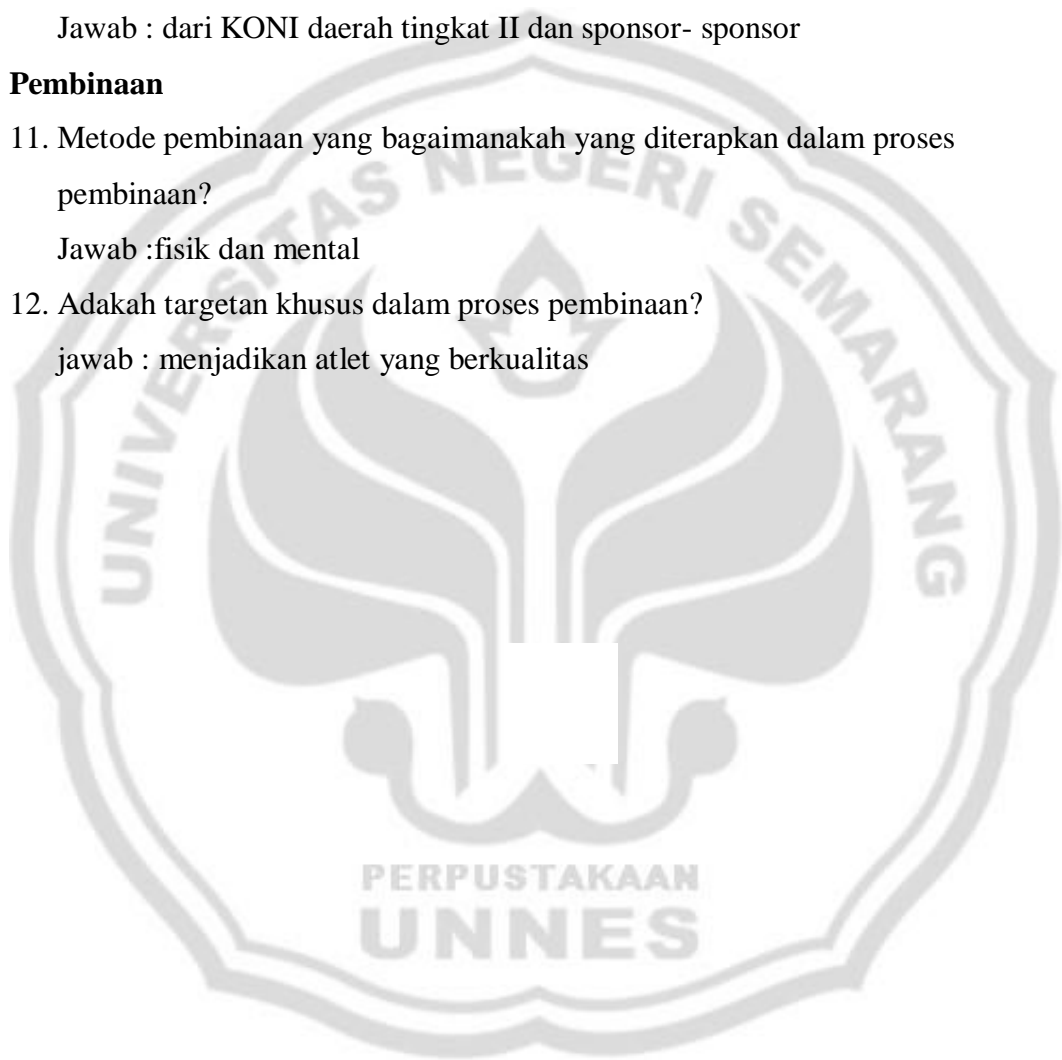 Jawab : dari KONI daerah tingkat II dan sponsor- sponsor
Pembinaan
11. Metode pembinaan yang bagaimanakah yang diterapkan dalam proses
pembinaan?
Jawab :fisik dan mental
12. Adakah targetan khusus dalam proses pembinaan?
jawab : menjadikan atlet yang berkualitas
UNIVERSITAS NEGERI SEMARANG
PERPUSTAKAAN
UNNES